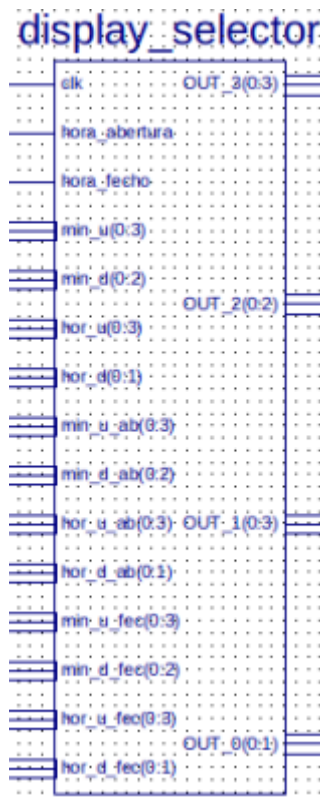 display_selector
clk OUT_3(0:3)
hora_abertura
hora_fecho
min_u(0:3)
min_d(0:2)
OUT_2(0:2)
hor_u(0:3)
hor_d(0:1)
min_u_ab(0:3)
min_d_ab(0:2)
hor_u_ab(0:3) OUT_1(0:3)
hor_d_ab(0:1)
min_u_fec(0:3)
min_d_fec(0:2)
hor_u_fec(0:3)
OUT_0(0:1)
hor_d_fec(0:1)